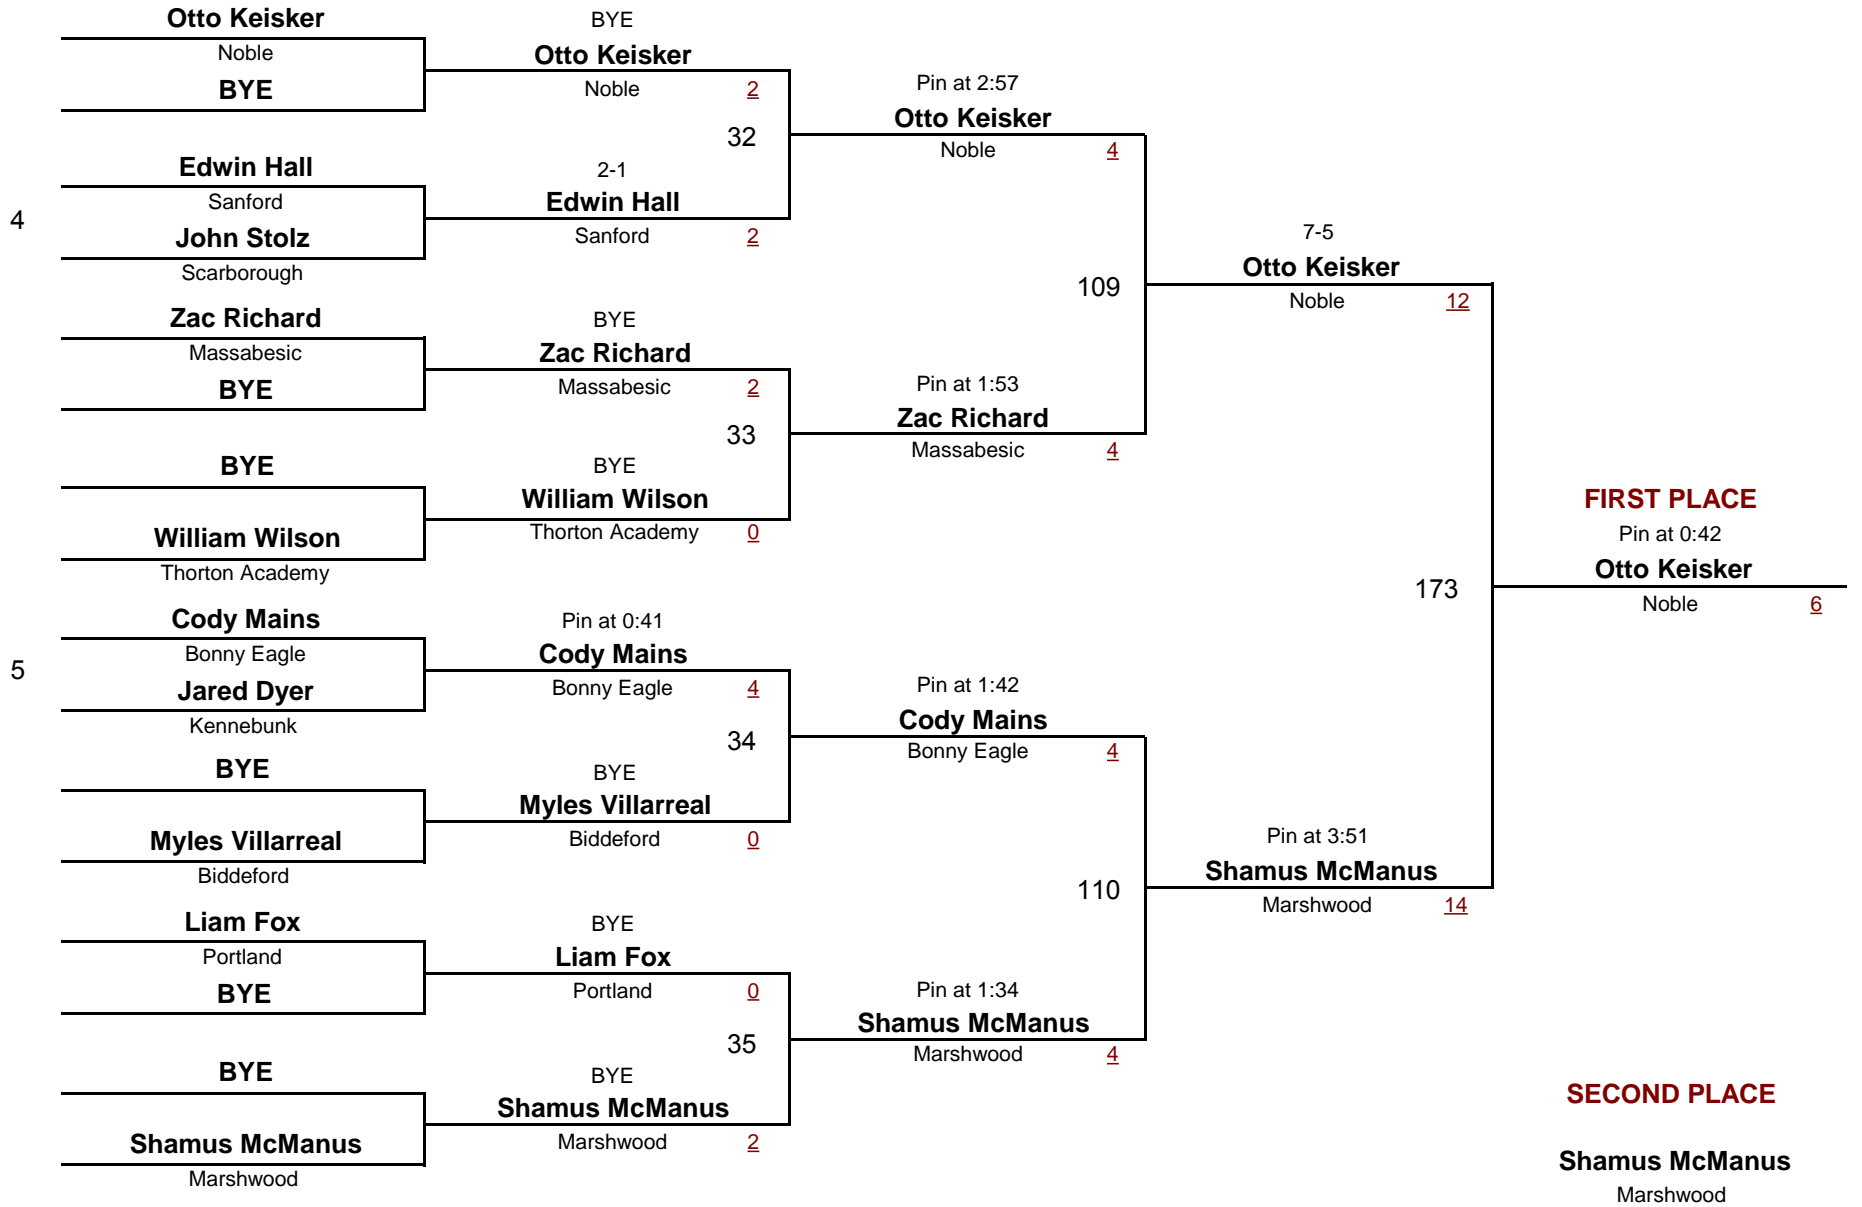 Otto Keisker
Noble
BYE
4
Edwin Hall
Sanford
John Stolz
Scarborough
Zac Richard
Massabesic
BYE
BYE
William Wilson
Thorton Academy
5
Cody Mains
Bonny Eagle
Jared Dyer
Kennebunk
BYE
Myles Villarreal
Biddeford
Liam Fox
Portland
BYE
BYE
Shamus McManus
Marshwood
BYE
Otto Keisker
Noble 2
32
2-1
Edwin Hall
Sanford 2
BYE
Zac Richard
Massabesic 2
33
BYE
William Wilson
Thorton Academy 0
Pin at 0:41
Cody Mains
Bonny Eagle 4
34
BYE
Myles Villarreal
Biddeford 0
BYE
Liam Fox
Portland 0
35
BYE
Shamus McManus
Marshwood 2
Pin at 2:57
Otto Keisker
Noble 4
109
Pin at 1:53
Zac Richard
Massabesic 4
Pin at 1:42
Cody Mains
Bonny Eagle 4
110
Pin at 1:34
Shamus McManus
Marshwood 4
7-5
Otto Keisker
Noble 12
173
Pin at 3:51
Shamus McManus
Marshwood 14
FIRST PLACE
Pin at 0:42
Otto Keisker
Noble 6
SECOND PLACE
Shamus McManus
Marshwood